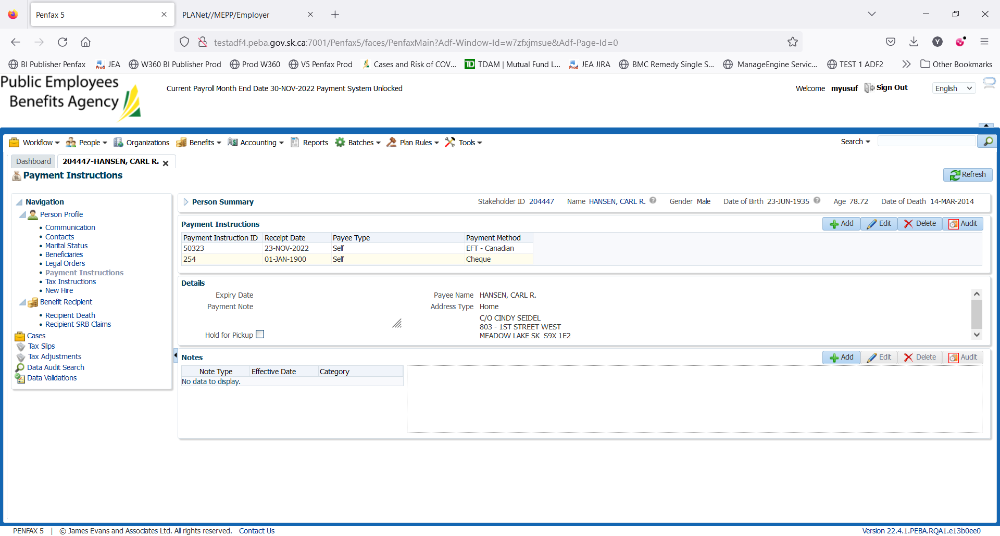 Penfax 5
PLANet//MEPP/Employer
testadf4.peba.gov.sk.ca:7001/Penfax5/faces/PenfaxMain?Adf-Window-Id=w7zfxjmsue&Adf-Page-Id=0
Y
BI Publisher Penfax JEA W360 BI Publisher Prod Prod W360 V5 Penfax Prod Cases and Risk of COV... TDAM | Mutual Fund L... JEA JIRA BMC Remedy Single S... ManageEngine Servic... TEST 1 ADF2 Other Bookmarks
Public Employees
Benefits Agency
Current Payroll Month End Date 30-NOV-2022 Payment System Unlocked
Welcome myusuf Sign Out English
Workflow People Organizations Benefits Accounting Reports Batches Plan Rules Tools Search
Dashboard 204447-HANSEN, CARL R.
Payment Instructions Refresh
Navigation
Person Profile
Communication
Contacts
Marital Status
Beneficiaries
Legal Orders
Payment Instructions
Tax Instructions
New Hire
Benefit Recipient
Recipient Death
Recipient SRB Claims
Cases
Tax Slips
Tax Adjustments
Data Audit Search
Data Validations
Person Summary Stakeholder ID 204447 Name HANSEN, CARL R. Gender Male Date of Birth 23-JUN-1935 Age 78.72 Date of Death 14-MAR-2014
Payment Instructions Add Edit Delete Audit
Payment Instruction ID Receipt Date Payee Type Payment Method
50323 23-NOV-2022 Self EFT - Canadian
254 01-JAN-1900 Self Cheque
Details
Expiry Date Payee Name HANSEN, CARL R.
Payment Note Address Type Home
C/O CINDY SEIDEL
803 - 1ST STREET WEST
Hold for Pickup MEADOW LAKE SK S9X 1E2
Notes Add Edit Delete Audit
Note Type Effective Date Category
No data to display.
PENFAX 5 | © James Evans and Associates Ltd. All rights reserved. Contact Us Version 22.4.1.PEBA.RQA1.e13b0ee0